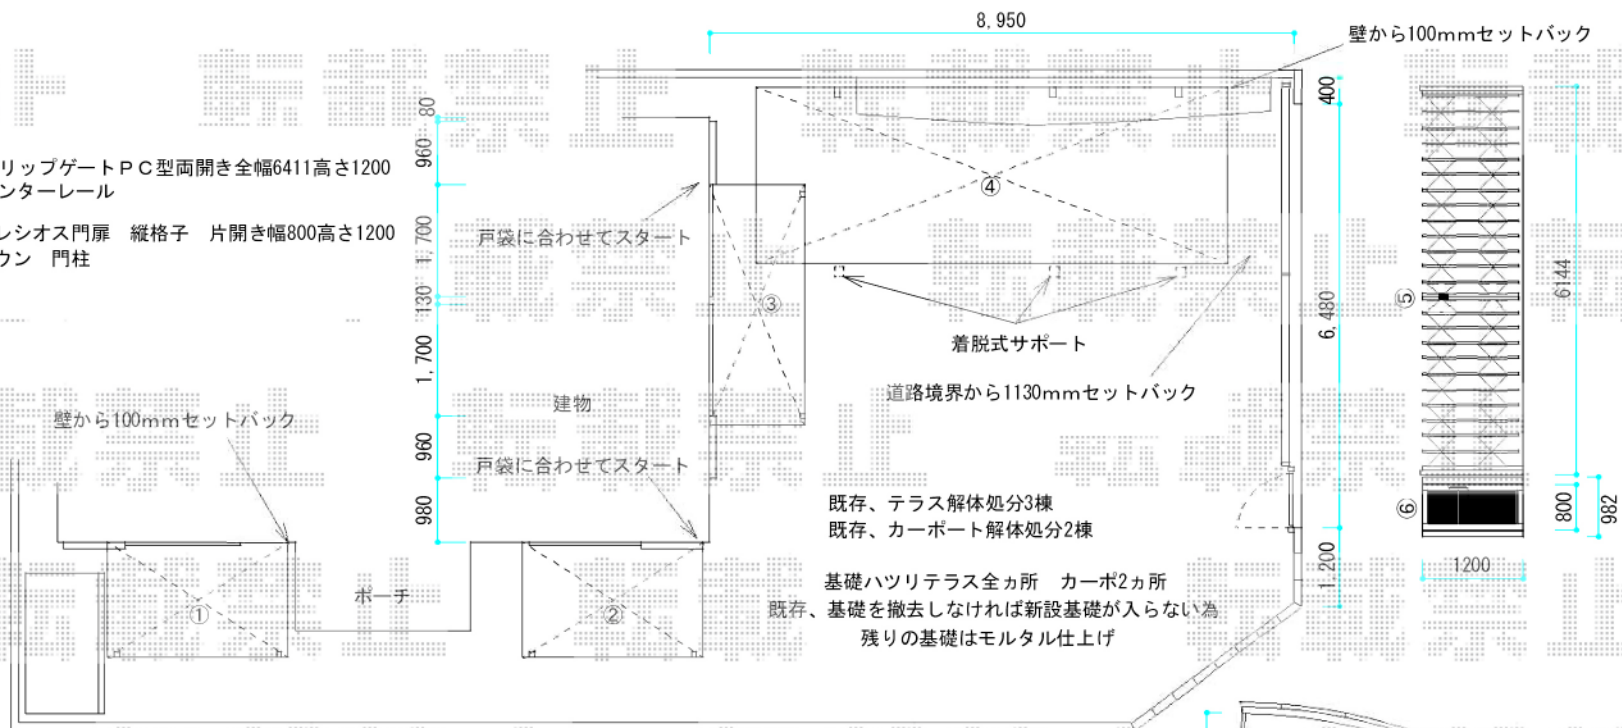 8,950
壁から100mmセットバック
400
80
960
リップゲートPC型両開き全幅6411高さ1200
ンターレール
④
1,700
レシオス門扉　縦格子　片開き幅800高さ1200
ウン　門柱
戸袋に合わせてスタート
130
③
6,480
⑤
6144
1,700
着脱式サポート
道路境界から1130mmセットバック
建物
壁から100mmセットバック
960
戸袋に合わせてスタート
980
既存、テラス解体処分3棟
既存、カーポート解体処分2棟
⑥
800
982
1200
1,200
基礎ハツリテラス全ヵ所　カーポ2ヵ所
既存、基礎を撤去しなければ新設基礎が入らない為
残りの基礎はモルタル仕上げ
ポーチ
①
②